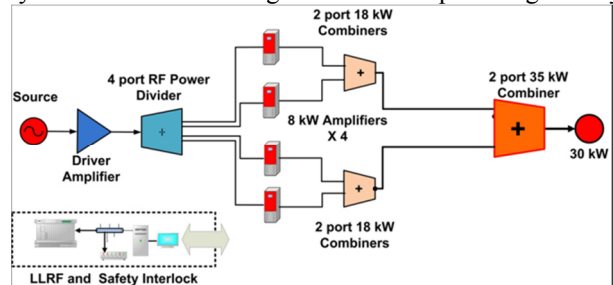 2 port 18 kW
Combiners
4 port RF Power
Divider
2 port 35 kW
Combiner
Source
8 kW Amplifiers
X 4
Driver
Amplifier
30 kW
2 port 18 kW
Combiners
LLRF and Safety Interlock